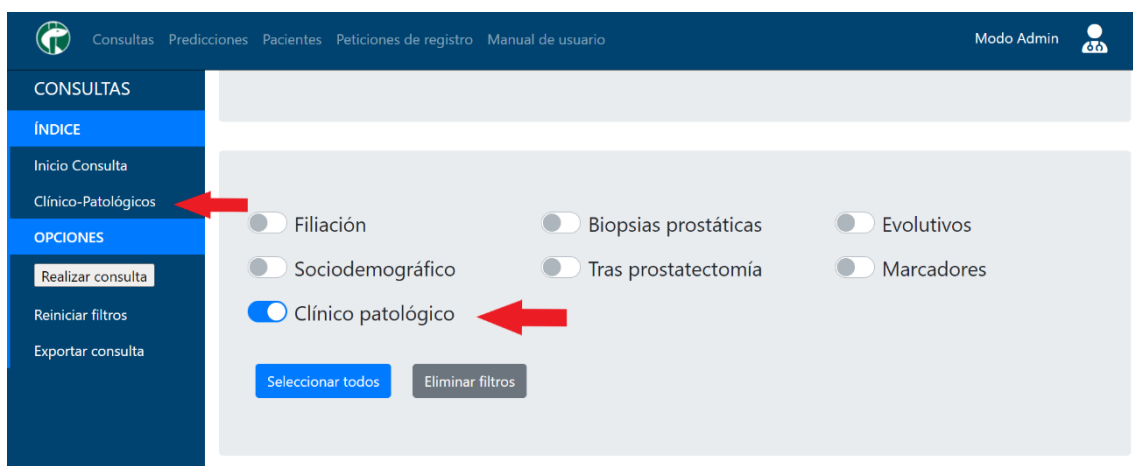 Consultas Predicciones Pacientes Peticiones de registro Manual de usuario Modo Admin
CONSULTAS
ÍNDICE
Inicio Consulta
Clínico-Patológicos
OPCIONES
Realizar consulta
Reiniciar filtros
Exportar consulta
Filiación Biopsias prostáticas Evolutivos
Sociodemográfico Tras prostatectomía Marcadores
Clínico patológico
Seleccionar todos Eliminar filtros